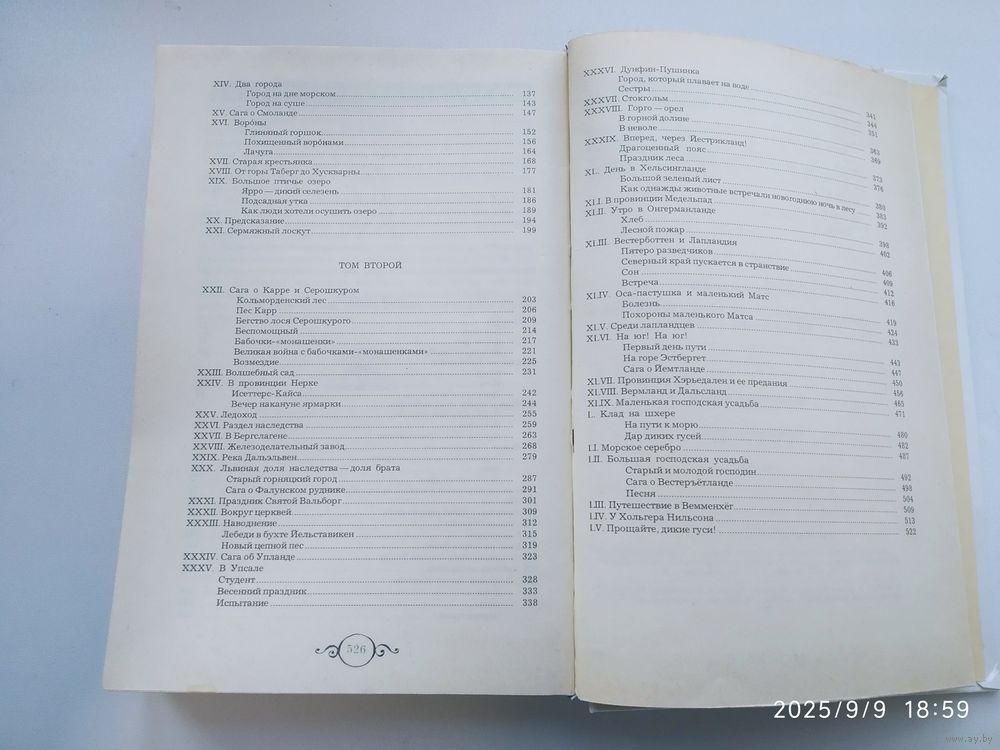 XIV. Два города
Город на дне морском 137
Город на суше 143
XV. Сага о Смоланде 147
XVI. Воро́ны
Глиняный горшок 152
Похищенный воро́нами 156
Лачуга 164
XVII. Старая крестьянка 168
XVIII. От горы Таберг до Хускварны 177
XIX. Большое птичье озеро
Ярро — дикий селезень 181
Подсадная утка 186
Как люди хотели осушить озеро 189
XX. Предсказание 194
XXI. Сермяжный лоскут 199
ТОМ ВТОРОЙ
XXII. Сага о Карре и Серошкуром
Кольморденский лес 203
Пес Карр 206
Бегство лося Серошкурого 209
Беспомощный 214
Бабочки-«монашенки» 217
Великая война с бабочками-«монашенками» 221
Возмездие 225
XXIII. Волшебный сад 231
XXIV. В провинции Нерке
Исеттерс-Кайса 242
Вечер накануне ярмарки 244
XXV. Ледоход 255
XXVI. Раздел наследства 259
XXVII. В Бергслагене 263
XXVIII. Железоделательный завод 268
XXIX. Река Дальэльвен 279
XXX. Львиная доля наследства — доля брата
Старый горняцкий город 287
Сага о Фалунском руднике 291
XXXI. Праздник Святой Вальборг 301
XXXII. Вокруг церквей 309
XXXIII. Наводнение 312
Лебеди в бухте Йельставикен 315
Новый цепной пес 319
XXXIV. Сага об Упланде 323
XXXV. В Упсале
Студент 328
Весенний праздник 333
Испытание 338
526
XXXVI. Дунфин-Пушинка
Город, который плавает на воде 341
Сестры 344
XXXVII. Стокгольм 351
XXXVIII. Горго — орел
В горной долине 363
В неволе 369
XXXIX. Вперед, через Йестрикланд!
Драгоценный пояс 373
Праздник леса 376
XL. День в Хельсингланде
Большой зеленый лист 380
Как однажды животные встречали новогоднюю ночь в лесу 383
XLI. В провинции Медельпад 392
XLII. Утро в Онгерманланде
Хлеб 398
Лесной пожар 402
XLIII. Вестерботтен и Лапландия
Пятеро разведчиков 406
Северный край пускается в странствие 409
Сон 412
Встреча 416
XLIV. Оса-пастушка и маленький Матс
Болезнь 419
Похороны маленького Матса 424
XLV. Среди лапландцев 433
XLVI. На юг! На юг!
Первый день пути 443
На горе Эстбергет 447
Сага о Йемтланде 450
XLVII. Провинция Хэрьедален и ее предания 456
XLVIII. Вермланд и Дальсланд 465
XLIX. Маленькая господская усадьба 471
L. Клад на шхере
На пути к морю 480
Дар диких гусей 482
LI. Морское серебро 487
LII. Большая господская усадьба
Старый и молодой господин 492
Сага о Вестеръётланде 498
Песня 504
LIII. Путешествие в Вемменхёг 509
LIV. У Хольгера Нильсона 513
LV. Прощайте, дикие гуси! 522
2025/9/9 18:59
www.ay.by